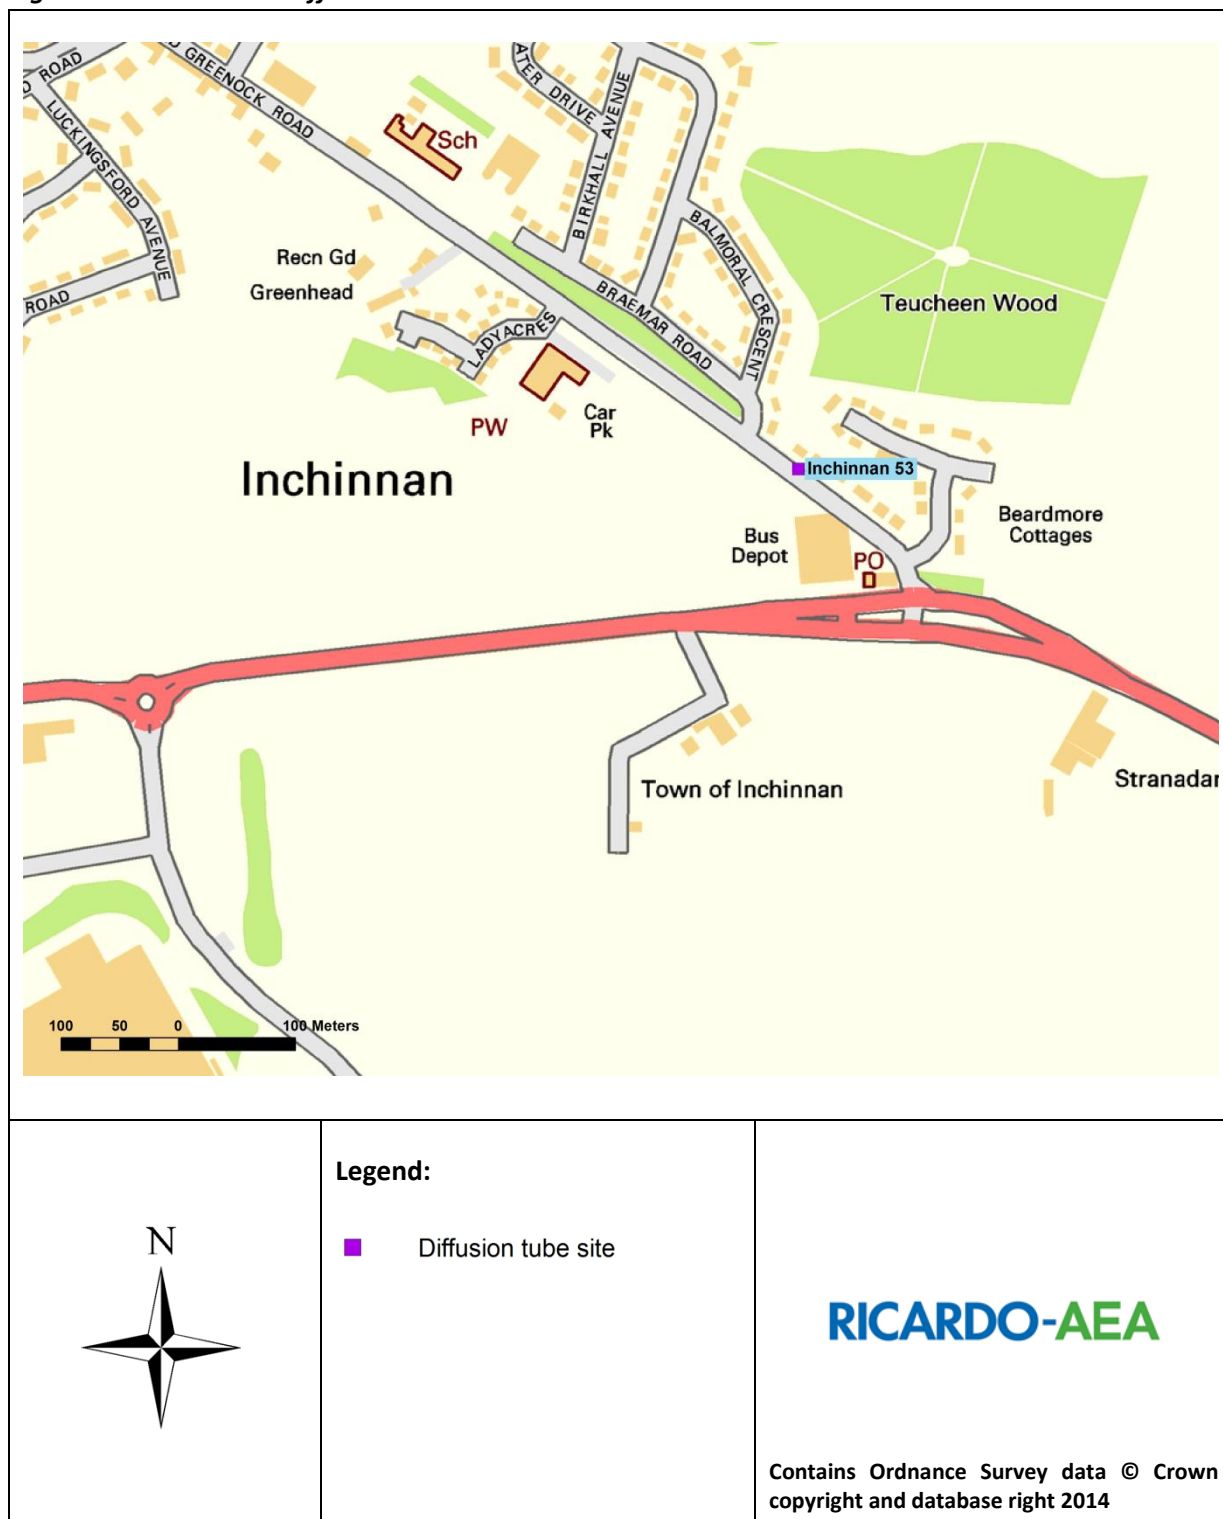 ROAD
D GREENOCK ROAD
LUCKINGSFORD AVENUE
ROAD
Sch
ATER DRIVE
BIRKHALL AVENUE
BALMORAL CRESCENT
BRAEMAR ROAD
Teucheen Wood
Recn Gd
Greenhead
LADYACRES
Car
Pk
PW
Inchinnan
Inchinnan 53
Beardmore
Cottages
Bus
Depot
PO
Town of Inchinnan
Stranadar
100 50 0 100 Meters
N
Legend:
Diffusion tube site
RICARDO-AEA
Contains Ordnance Survey data © Crown
copyright and database right 2014